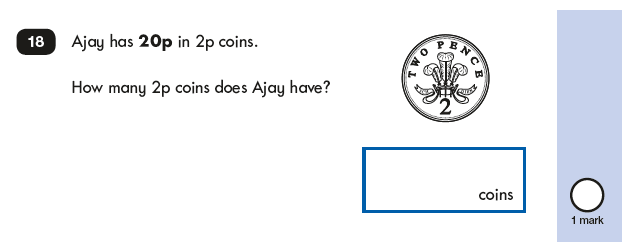 18 Ajay has 20p in 2p coins.
How many 2p coins does Ajay have?
TWO PENCE
2
coins
1 mark